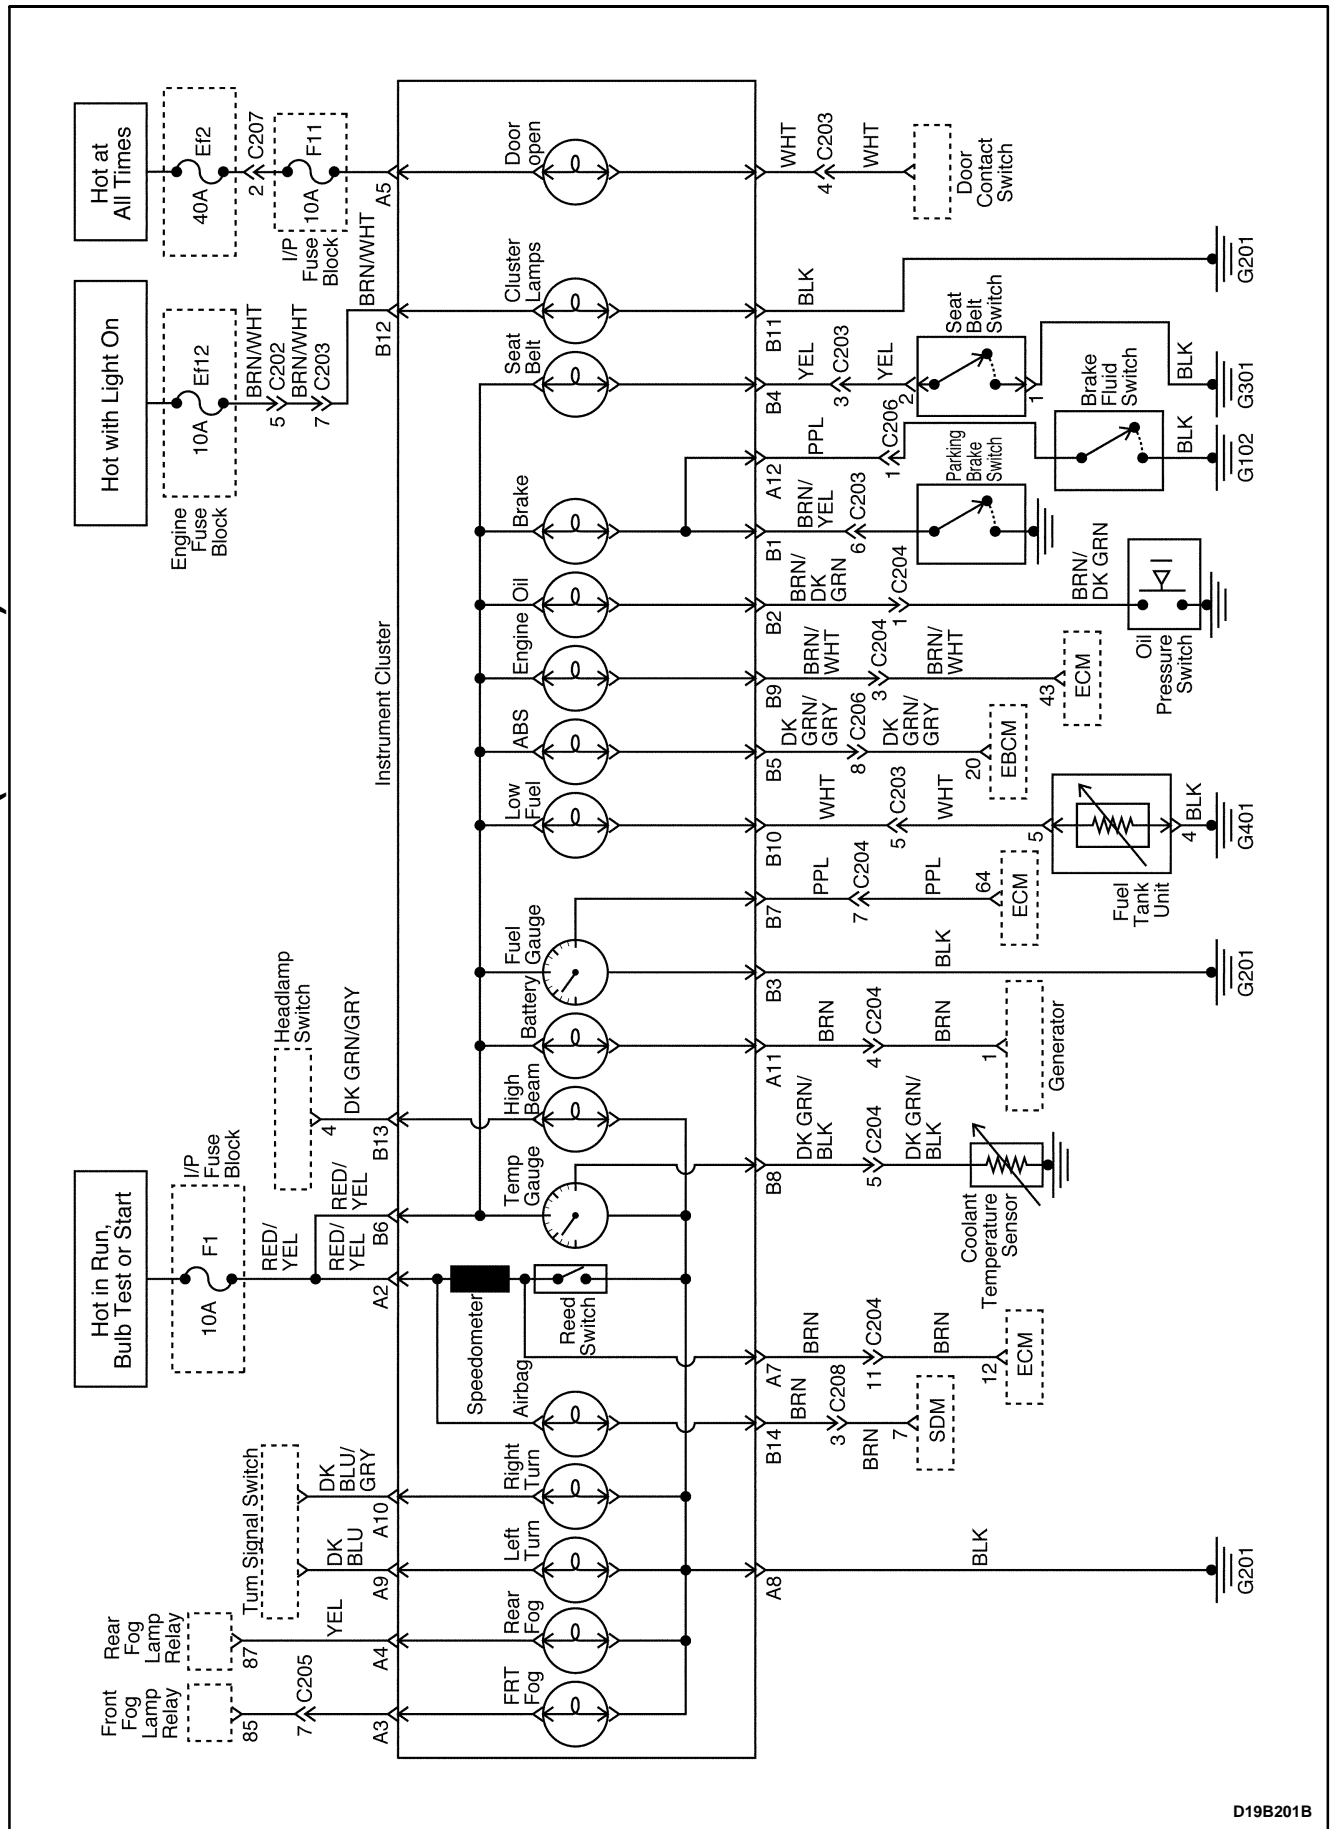 Hot at
All Times
Ef2
40A
C207
2
F11
10A
I/P
Fuse
Block
A5
Hot with Light On
Ef12
10A
Engine
Fuse
Block
BRN/WHT
C202
5
BRN/WHT
C203
7
BRN/WHT
B12
Headlamp
Switch
4
DK GRN/GRY
B13
Hot in Run,
Bulb Test or Start
F1
10A
I/P
Fuse
Block
RED/
YEL
RED/
YEL
RED/
YEL
B6
A2
Turn Signal Switch
DK
BLU/
GRY
A10
DK
BLU
A9
Rear
Fog
Lamp
Relay
87
YEL
A4
Front
Fog
Lamp
Relay
85
C205
7
A3
Instrument Cluster
Door
open
Cluster
Lamps
Seat
Belt
Brake
Oil
Engine
ABS
Low
Fuel
Fuel
Gauge
Battery
High
Beam
Temp
Gauge
Speedometer
Reed
Switch
Airbag
Right
Turn
Left
Turn
Rear
Fog
FRT
Fog
WHT
C203
4
WHT
Door
Contact
Switch
B11
BLK
G201
B4
YEL
C203
3
YEL
2
Seat
Belt
Switch
1
BLK
G301
A12
PPL
C206
1
Brake
Fluid
Switch
BLK
G102
B1
BRN/
YEL
C203
6
Parking
Brake
Switch
B2
BRN/
DK
GRN
C204
1
BRN/
DK GRN
Oil
Pressure
Switch
B9
BRN/
WHT
C204
3
BRN/
WHT
43
ECM
B5
DK
GRN/
GRY
C206
8
DK
GRN/
GRY
20
EBCM
B10
WHT
C203
5
WHT
5
Fuel
Tank
Unit
4
BLK
G401
B7
PPL
C204
7
PPL
64
ECM
B3
BLK
G201
A11
BRN
C204
4
BRN
1
Generator
B8
DK GRN/
BLK
C204
5
DK GRN/
BLK
Coolant
Temperature
Sensor
A7
BRN
C204
11
BRN
12
ECM
B14
BRN
C208
3
BRN
7
SDM
A8
BLK
G201
D19B201B